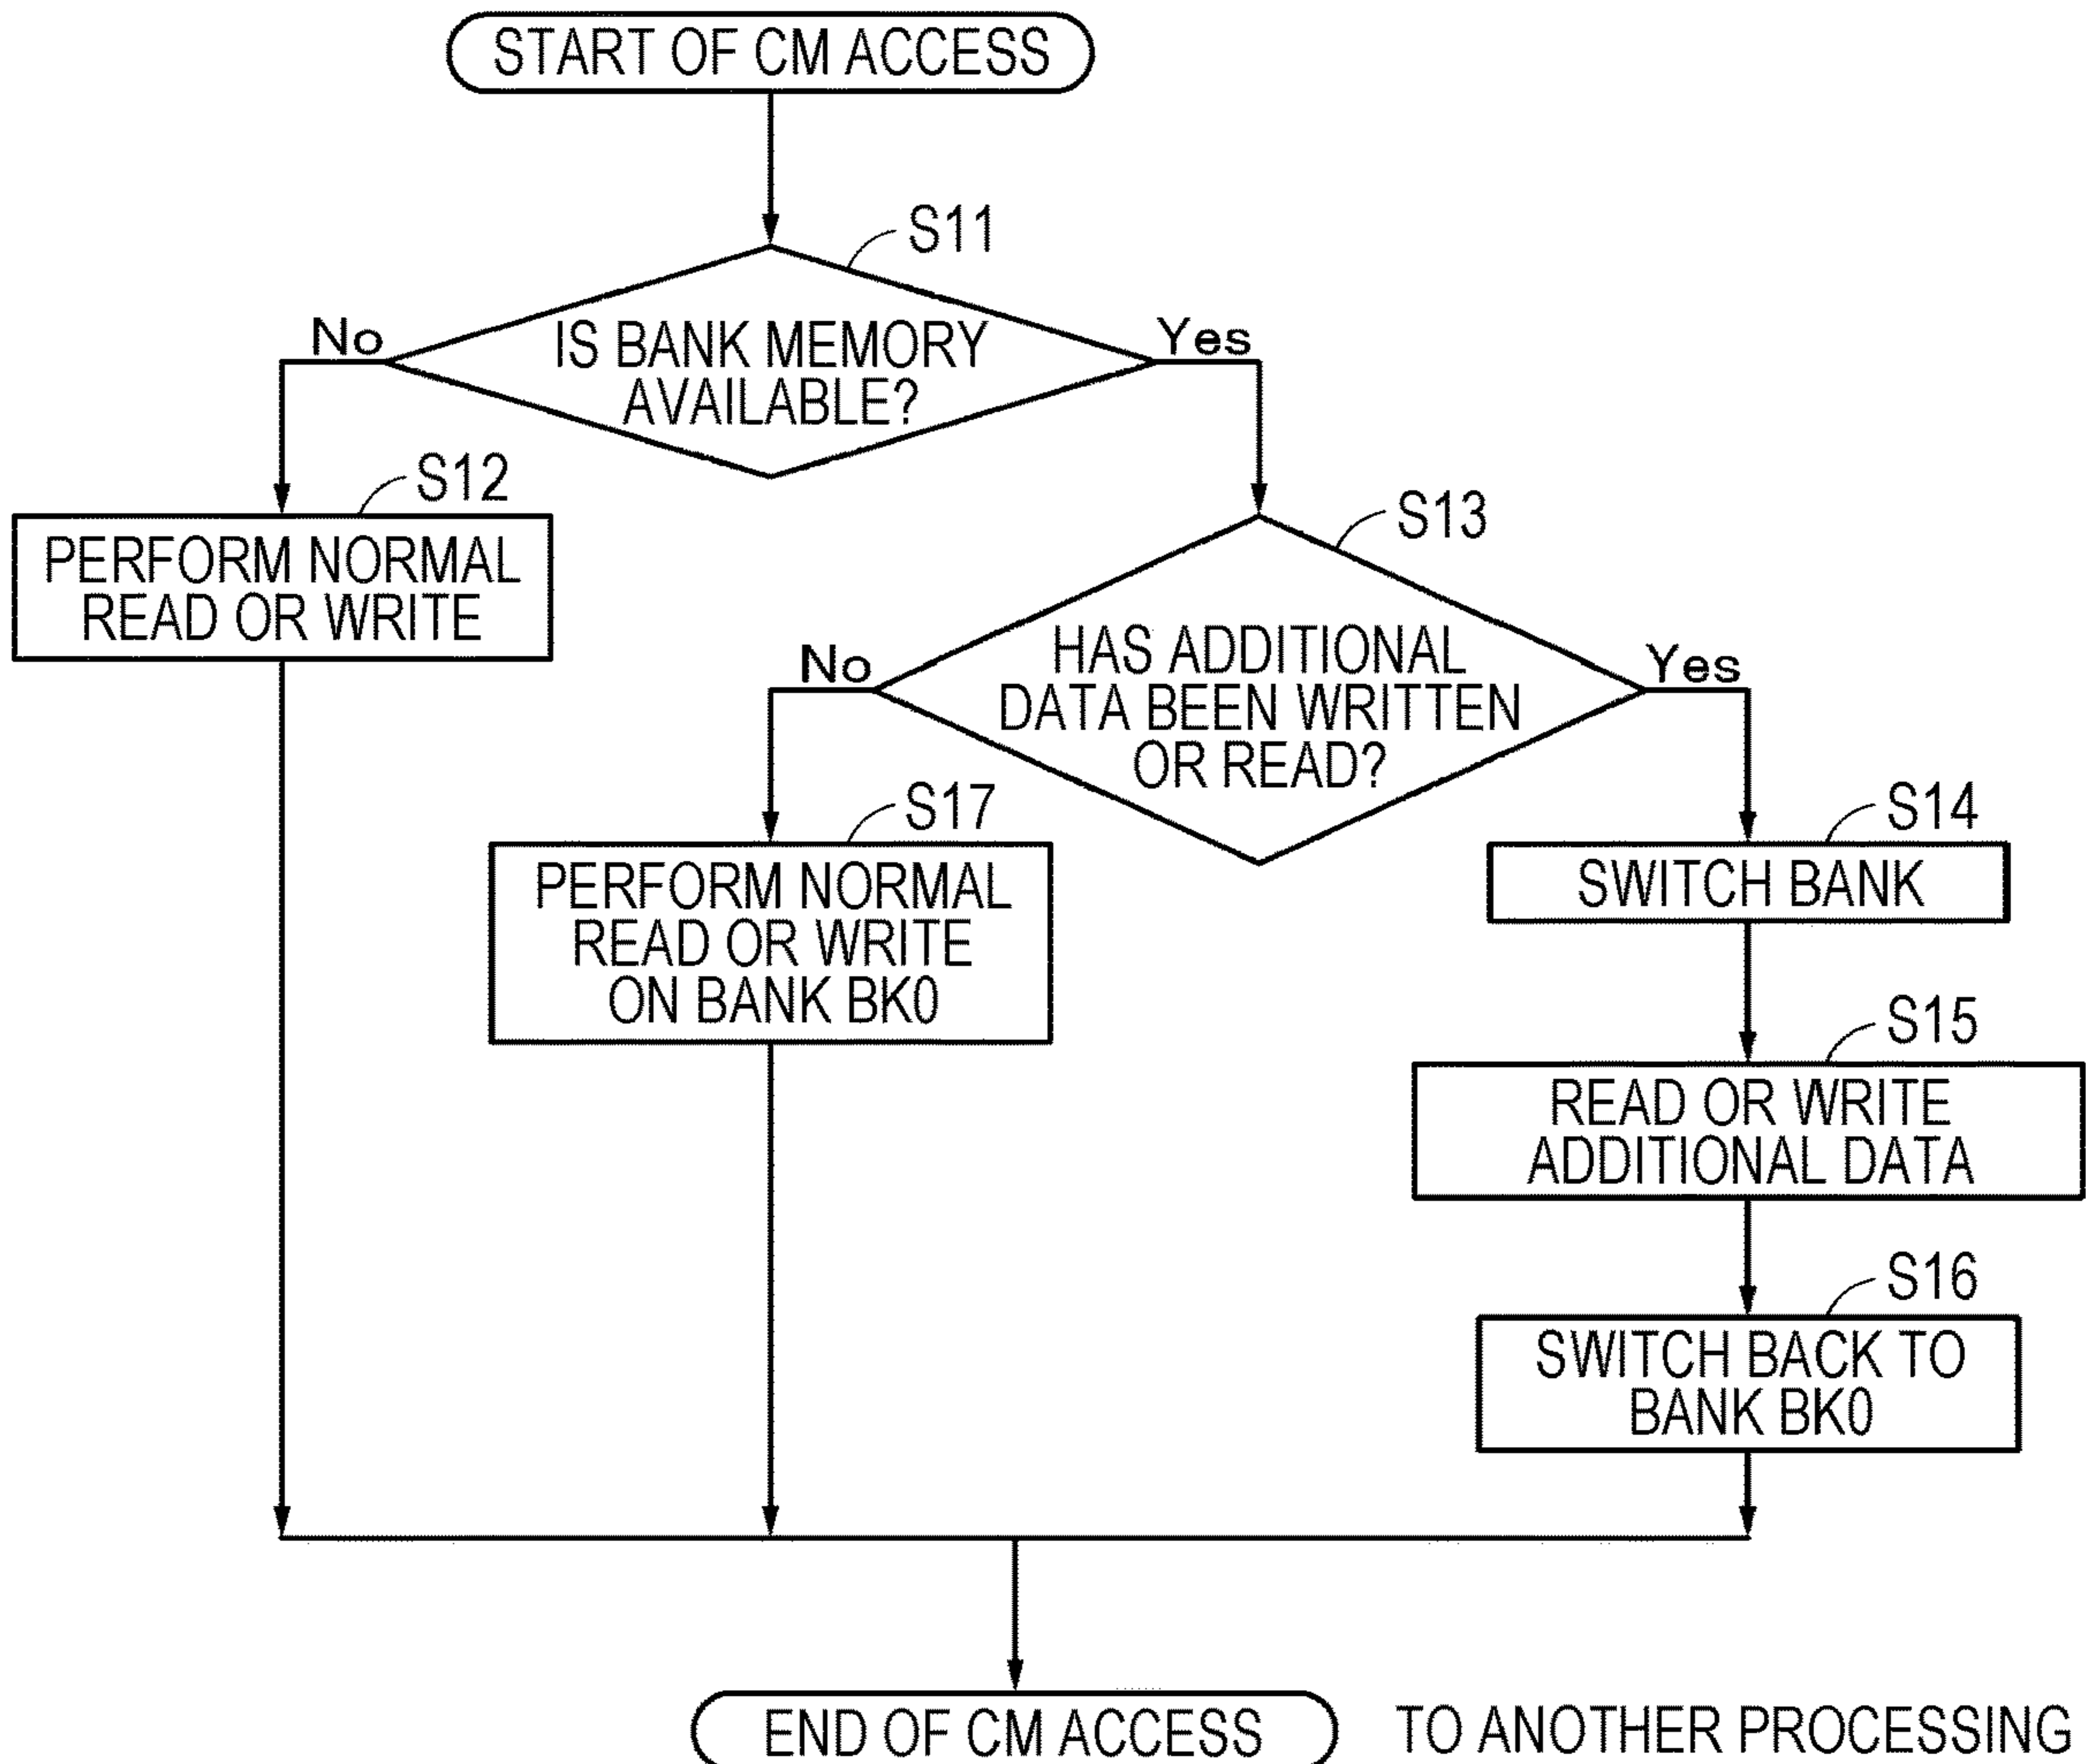 START OF CM ACCESS
S11
IS BANK MEMORY
AVAILABLE?
No
Yes
S12
PERFORM NORMAL
READ OR WRITE
S13
HAS ADDITIONAL
DATA BEEN WRITTEN
OR READ?
No
Yes
S17
PERFORM NORMAL
READ OR WRITE
ON BANK BK0
S14
SWITCH BANK
S15
READ OR WRITE
ADDITIONAL DATA
S16
SWITCH BACK TO
BANK BK0
END OF CM ACCESS
TO ANOTHER PROCESSING